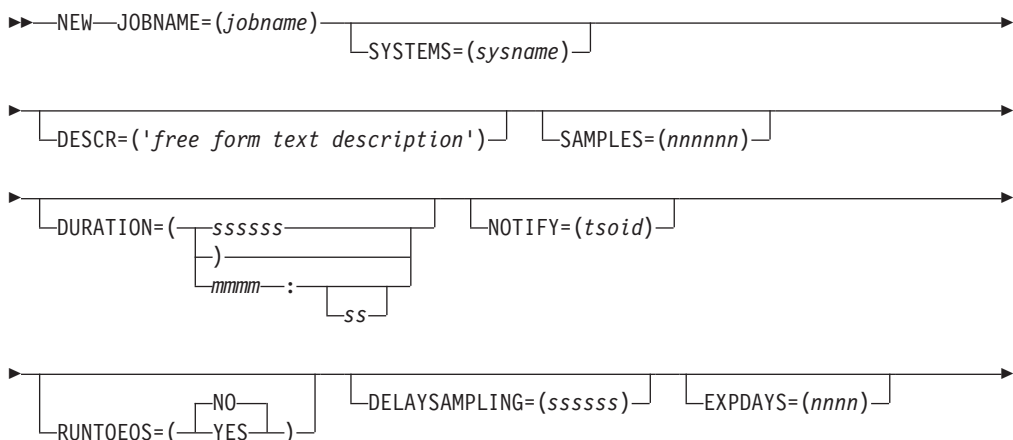 NEW JOBNAME=(jobname)
SYSTEMS=(sysname)
DESCR=('free form text description')
SAMPLES=(nnnnnn)
DURATION=(
ssssss
)
mmmm :
ss
NOTIFY=(tsoid)
NO
RUNTOEOS=( YES )
DELAYSAMPLING=(ssssss)
EXPDAYS=(nnnn)